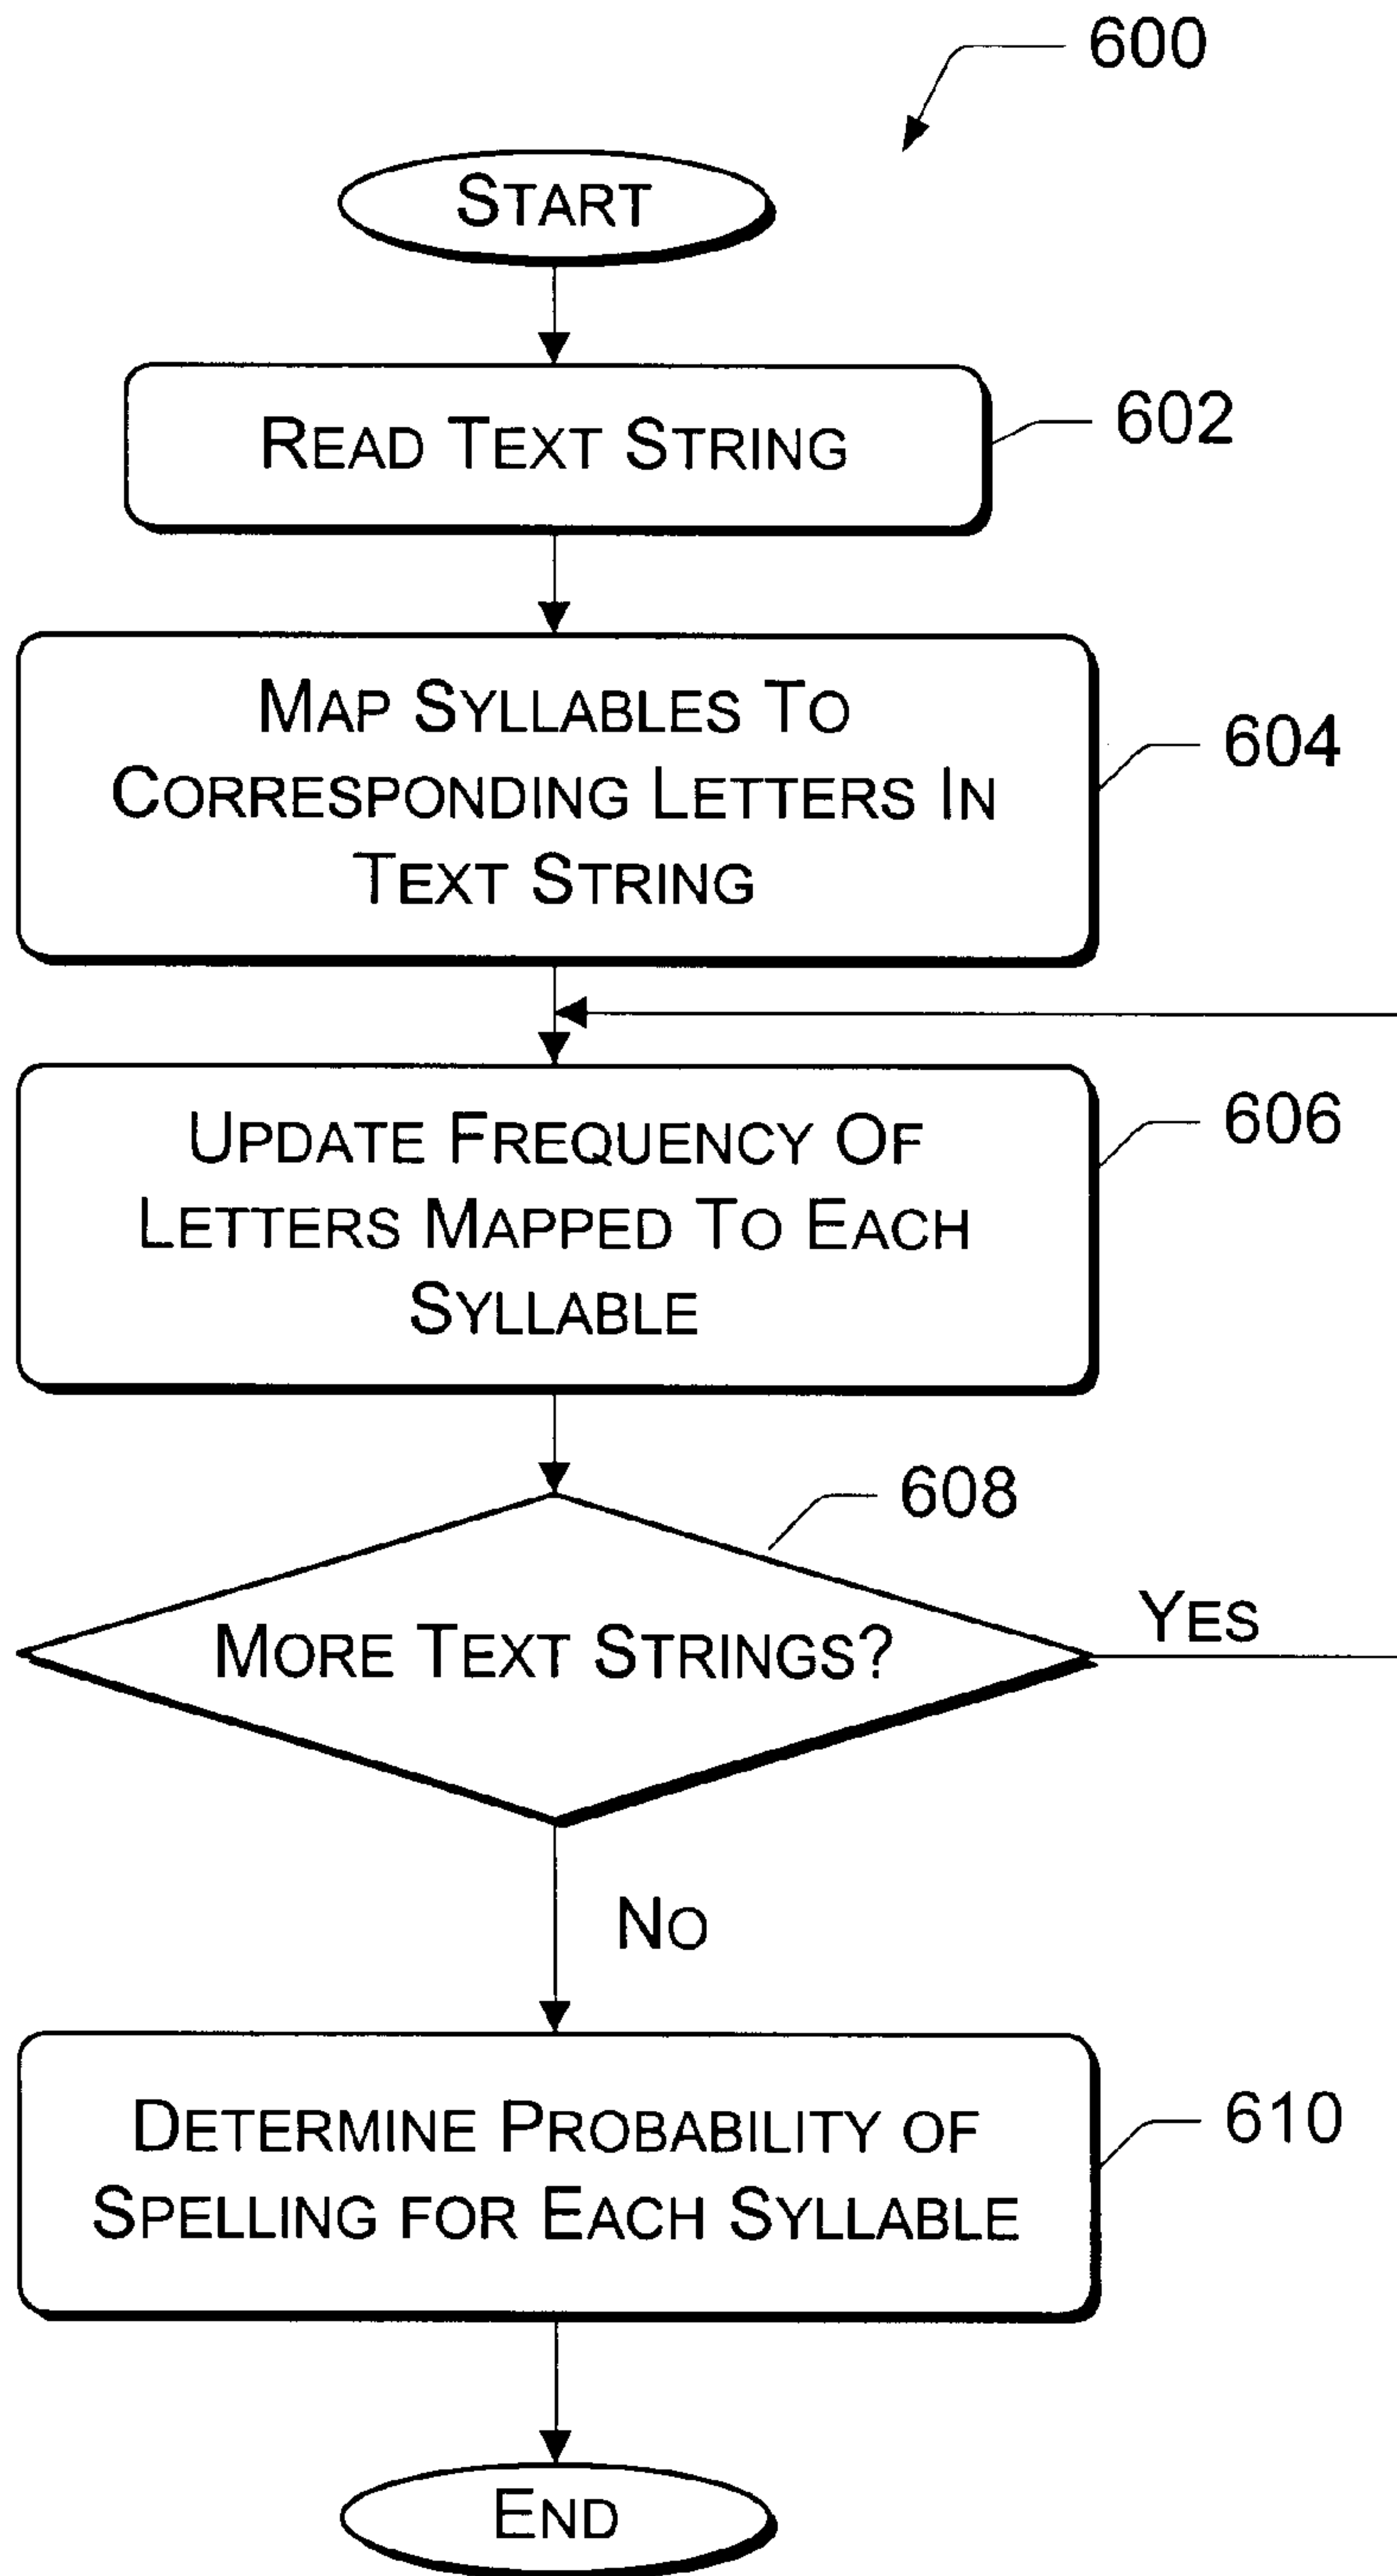 600
START
READ TEXT STRING
602
MAP SYLLABLES TO
CORRESPONDING LETTERS IN
TEXT STRING
604
UPDATE FREQUENCY OF
LETTERS MAPPED TO EACH
SYLLABLE
606
608
MORE TEXT STRINGS?
YES
NO
DETERMINE PROBABILITY OF
SPELLING FOR EACH SYLLABLE
610
END